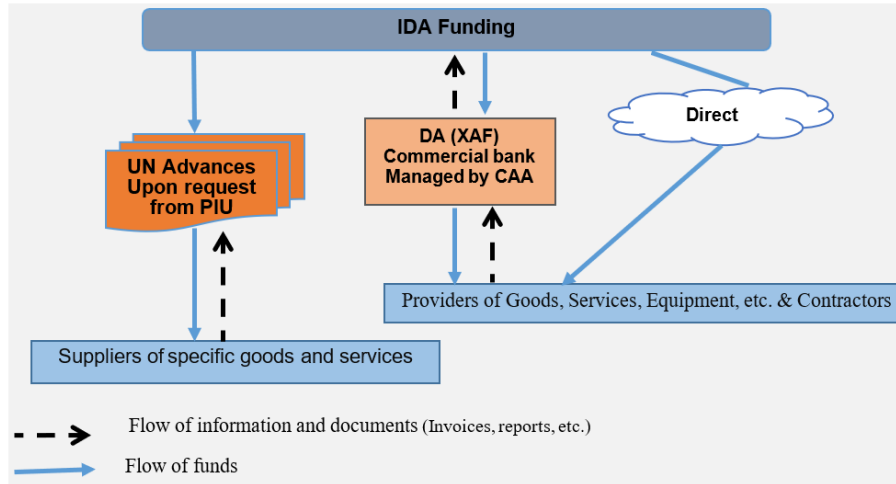 IDA Funding
UN Advances
Upon request
from PIU
DA (XAF)
Commercial bank
Managed by CAA
Direct
Providers of Goods, Services, Equipment, etc. & Contractors
Suppliers of specific goods and services
Flow of information and documents (Invoices, reports, etc.)
Flow of funds